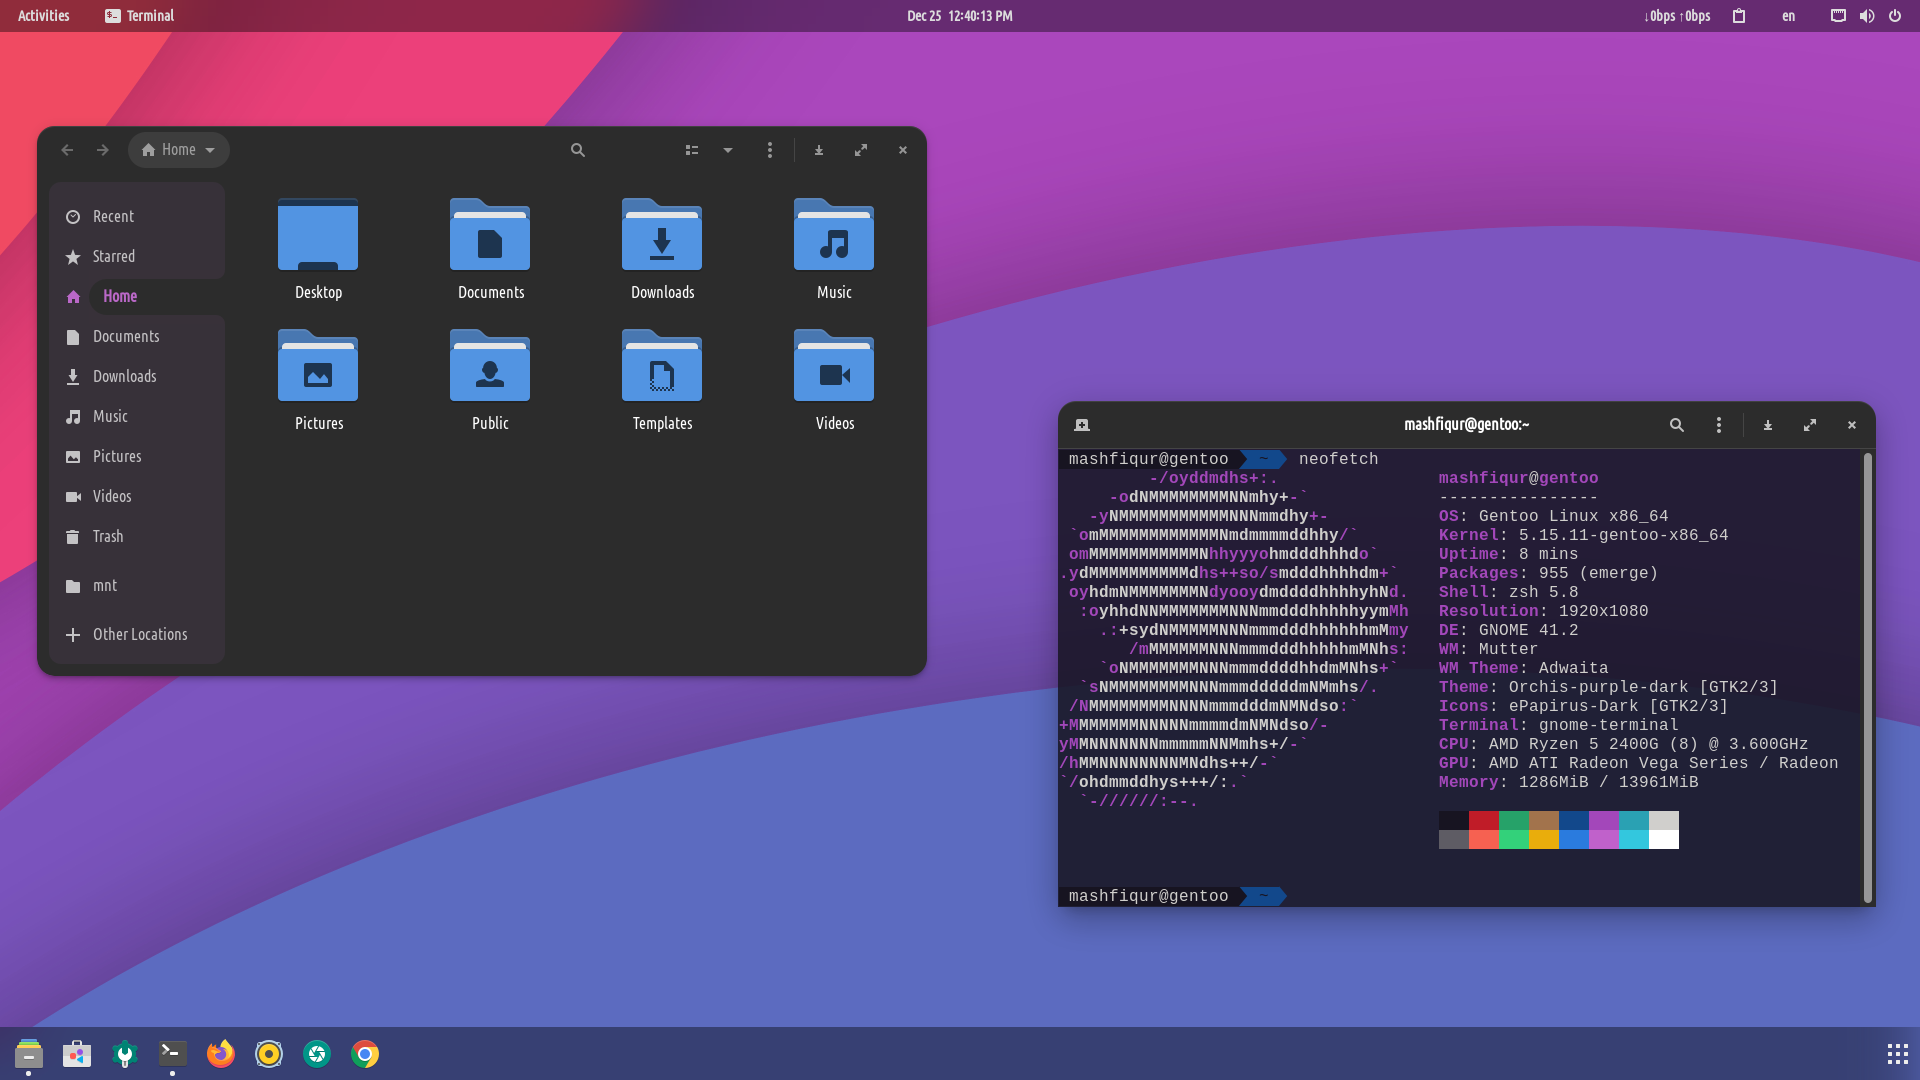 Activities
Terminal
Dec 25 12:40:13 PM
↓0bps ↑0bps
en
Home
Recent
Starred
Home
Documents
Downloads
Music
Pictures
Videos
Trash
mnt
Other Locations
Desktop
Documents
Downloads
Music
Pictures
Public
Templates
Videos
mashfiqur@gentoo:~
mashfiqur@gentoo ~ neofetch
-/oyddmdhs+:. mashfiqur@gentoo
-odNMMMMMMMMNNmhy+-` ----------------
-yNMMMMMMMMMMMNNNmmdhy+- OS: Gentoo Linux x86_64
`omMMMMMMMMMMMMNmdmmmmddhhy/` Kernel: 5.15.11-gentoo-x86_64
omMMMMMMMMMMMNhhyyyohmdddhhhdo` Uptime: 8 mins
.ydMMMMMMMMMMdhs++so/smdddhhhhdm+` Packages: 955 (emerge)
oyhdmNMMMMMMMNdyooydmddddhhhhyhNd. Shell: zsh 5.8
:oyhhdNNMMMMMMMNNNmmdddhhhhhyymMh Resolution: 1920x1080
.:+sydNMMMMMNNNmmmdddhhhhhhmMmy DE: GNOME 41.2
/mMMMMMMNNNmmmdddhhhhhmMNhs: WM: Mutter
`oNMMMMMMMNNNmmmddddhhdmMNhs+` WM Theme: Adwaita
`sNMMMMMMMMNNNmmmdddddmNMmhs/. Theme: Orchis-purple-dark [GTK2/3]
/NMMMMMMMMNNNNmmmdddmNMNdso:` Icons: ePapirus-Dark [GTK2/3]
+MMMMMMMNNNNNmmmmdmNMNdso/- Terminal: gnome-terminal
yMMNNNNNNNmmmmmNNMmhs+/-` CPU: AMD Ryzen 5 2400G (8) @ 3.600GHz
/hMMNNNNNNNNMNdhs++/-` GPU: AMD ATI Radeon Vega Series / Radeon
`/ohdmmddhys+++/:.` Memory: 1286MiB / 13961MiB
`-//////:--.
mashfiqur@gentoo ~